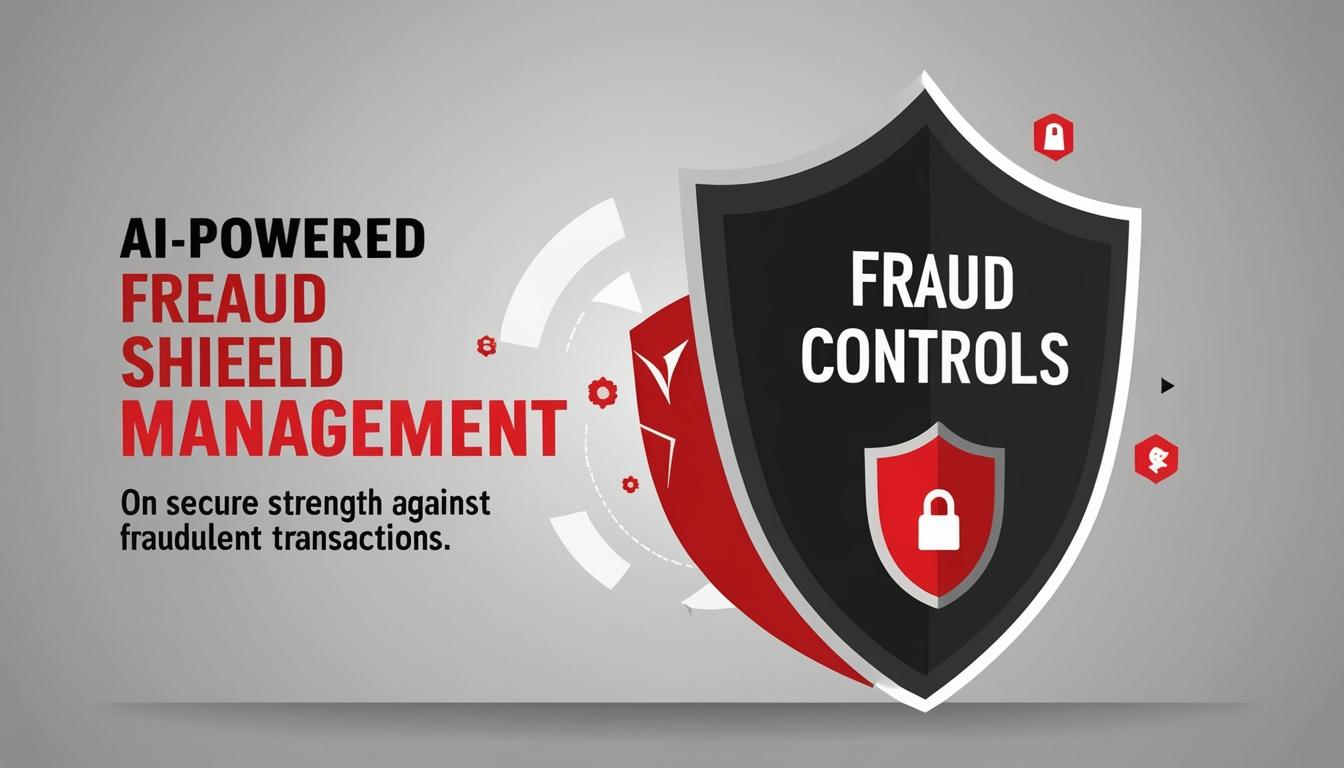 AI-POWERED
FREAUD
SHIEELD
MANAGEMENT
On secure strength against
fraudulent transactions.
FRAUD
CONTROLS